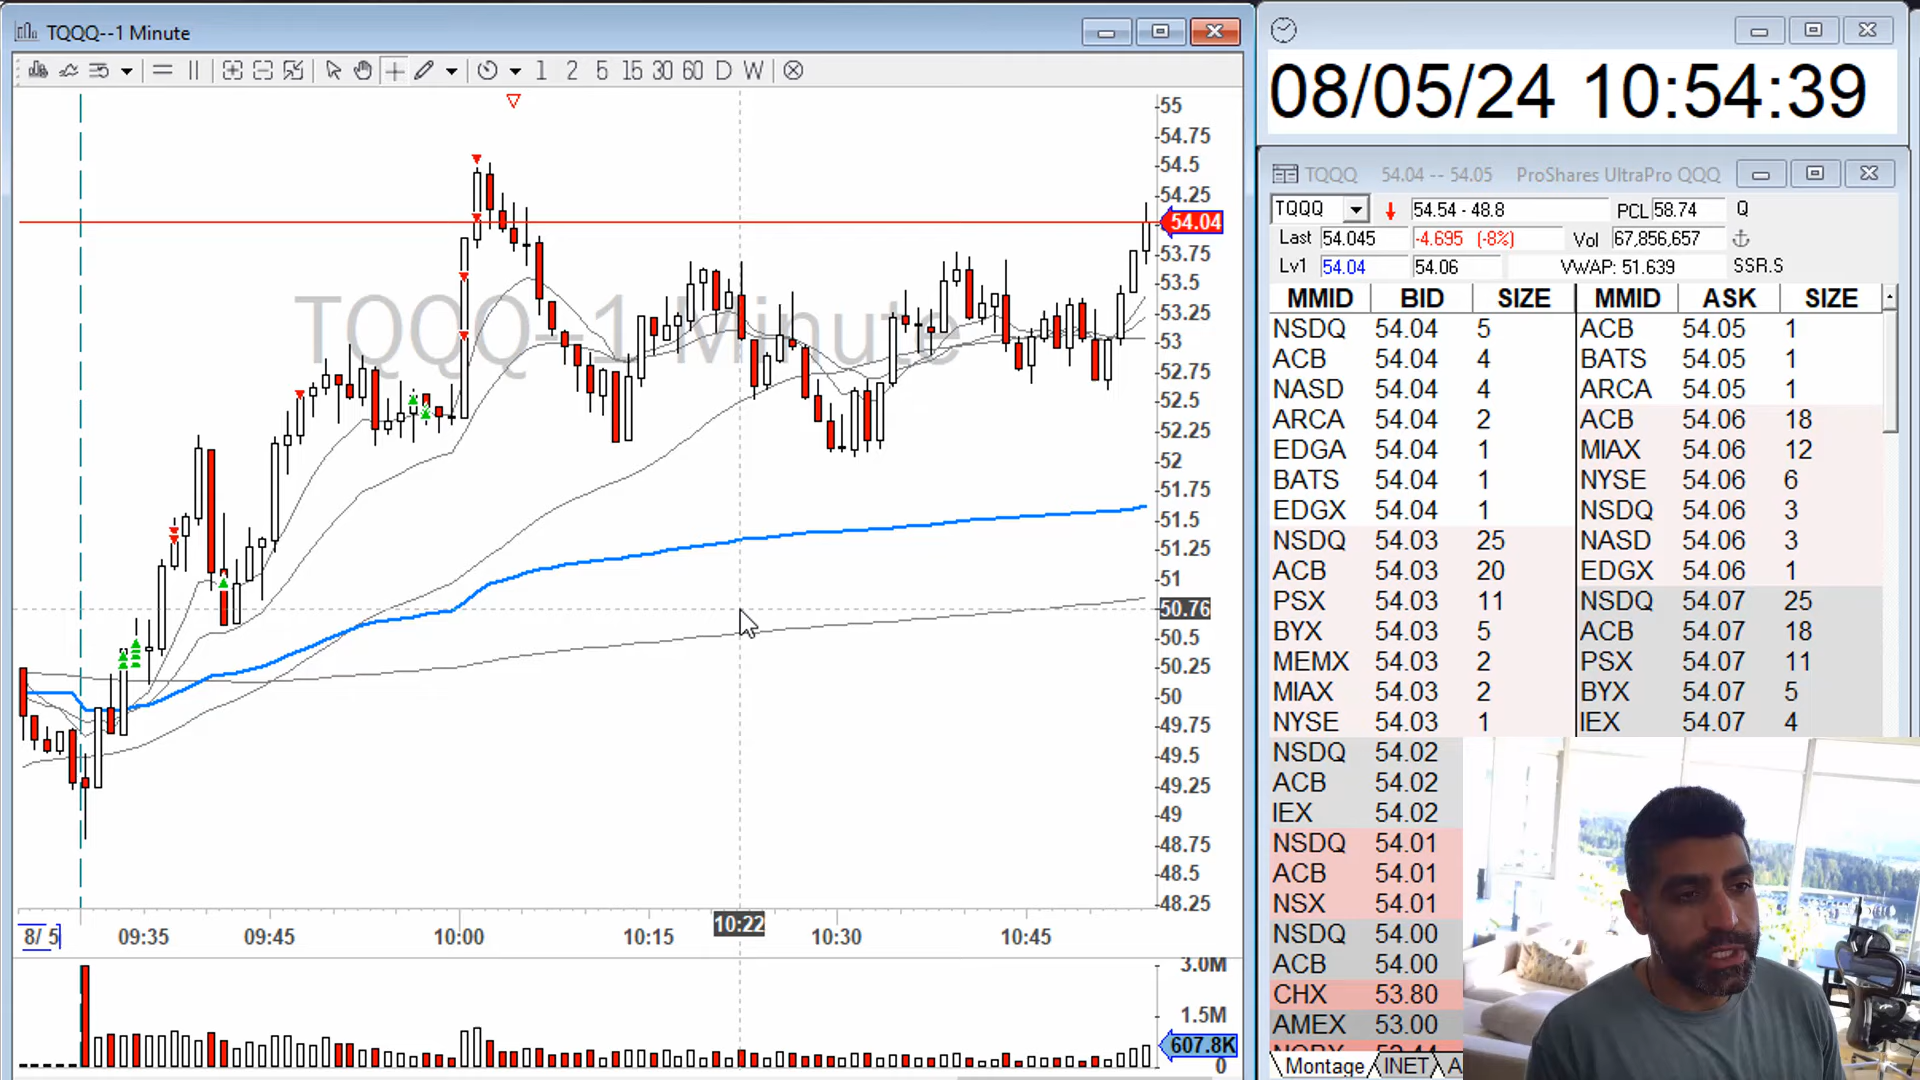 TQQQ--1 Minute
1 2 5 15 30 60 D W
TQQQ--1 Minute
55
54.75
54.5
54.25
54.04
53.75
53.5
53.25
53
52.75
52.5
52.25
52
51.75
51.5
51.25
51
50.76
50.5
50.25
50
49.75
49.5
49.25
49
48.75
48.5
48.25
8/ 5 09:35 09:45 10:00 10:15 10:22 10:30 10:45
3.0M
1.5M
607.8K
0
08/05/24 10:54:39
TQQQ 54.04 -- 54.05 ProShares UltraPro QQQ
TQQQ 54.54 - 48.8 PCL 58.74 Q
Last 54.045 -4.695 (-8%) Vol 67,856,657
Lv1 54.04 54.06 VWAP: 51.639 SSR.S
MMID BID SIZE MMID ASK SIZE
NSDQ 54.04 5 ACB 54.05 1
ACB 54.04 4 BATS 54.05 1
NASD 54.04 4 ARCA 54.05 1
ARCA 54.04 2 ACB 54.06 18
EDGA 54.04 1 MIAX 54.06 12
BATS 54.04 1 NYSE 54.06 6
EDGX 54.04 1 NSDQ 54.06 3
NSDQ 54.03 25 NASD 54.06 3
ACB 54.03 20 EDGX 54.06 1
PSX 54.03 11 NSDQ 54.07 25
BYX 54.03 5 ACB 54.07 18
MEMX 54.03 2 PSX 54.07 11
MIAX 54.03 2 BYX 54.07 5
NYSE 54.03 1 IEX 54.07 4
NSDQ 54.02
ACB 54.02
IEX 54.02
NSDQ 54.01
ACB 54.01
NSX 54.01
NSDQ 54.00
ACB 54.00
CHX 53.80
AMEX 53.00
Montage INET A